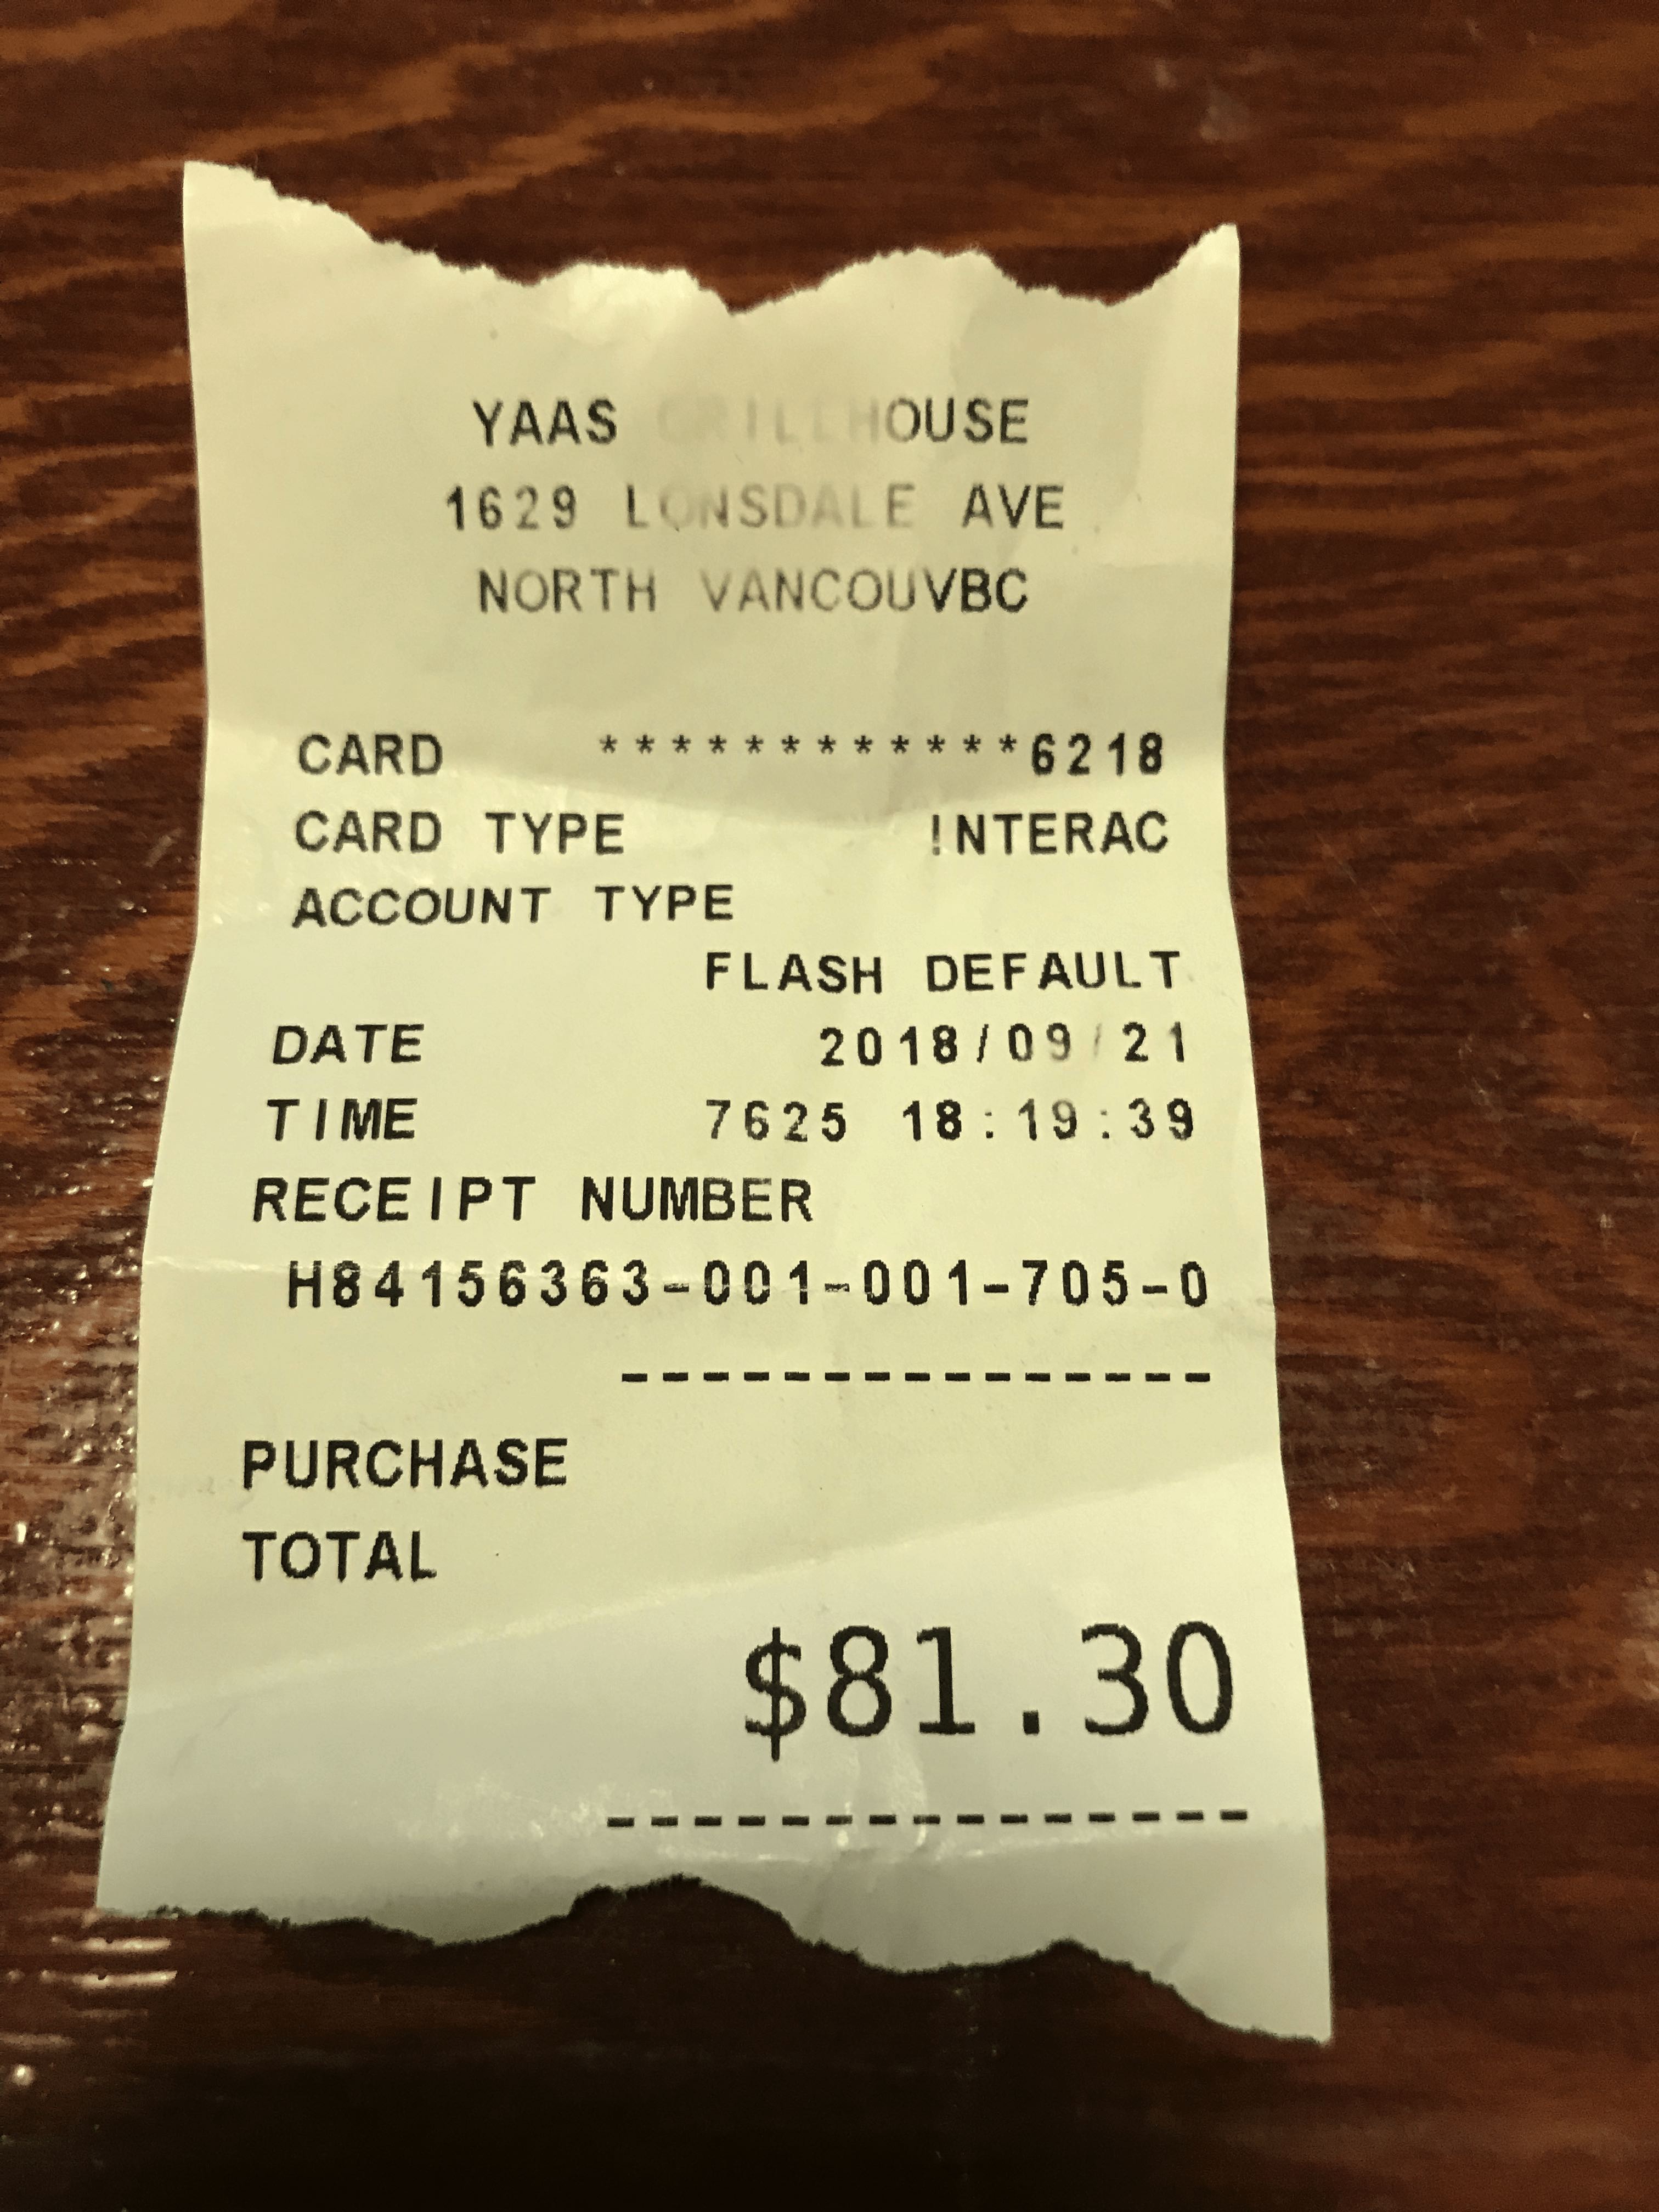 YAAS GRILLHOUSE
1629 LONSDALE AVE
NORTH VANCOUVBC
CARD ************6218
CARD TYPE !NTERAC
ACCOUNT TYPE
FLASH DEFAULT
DATE 2018/09/21
TIME 7625 18:19:39
RECEIPT NUMBER
H84156363-001-001-705-0
----------------
PURCHASE
TOTAL
$81.30
----------------